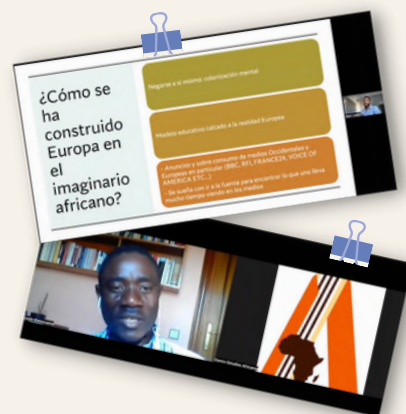 ¿Cómo se
ha
construido
Europa en
el
imaginario
africano?
Negarse a si mismo: colonización mental
Modelo educativo calcado a la realidad Europea
- Anuncios y sobre consumo de medios Occidentales y
Europeos en particular (BBC, RFI, FRANCE24, VOICE OF
AMERICA ETC...)
- Se sueña con ir a la fuente para encontrar lo que uno lleva
mucho tiempo viendo en los medios